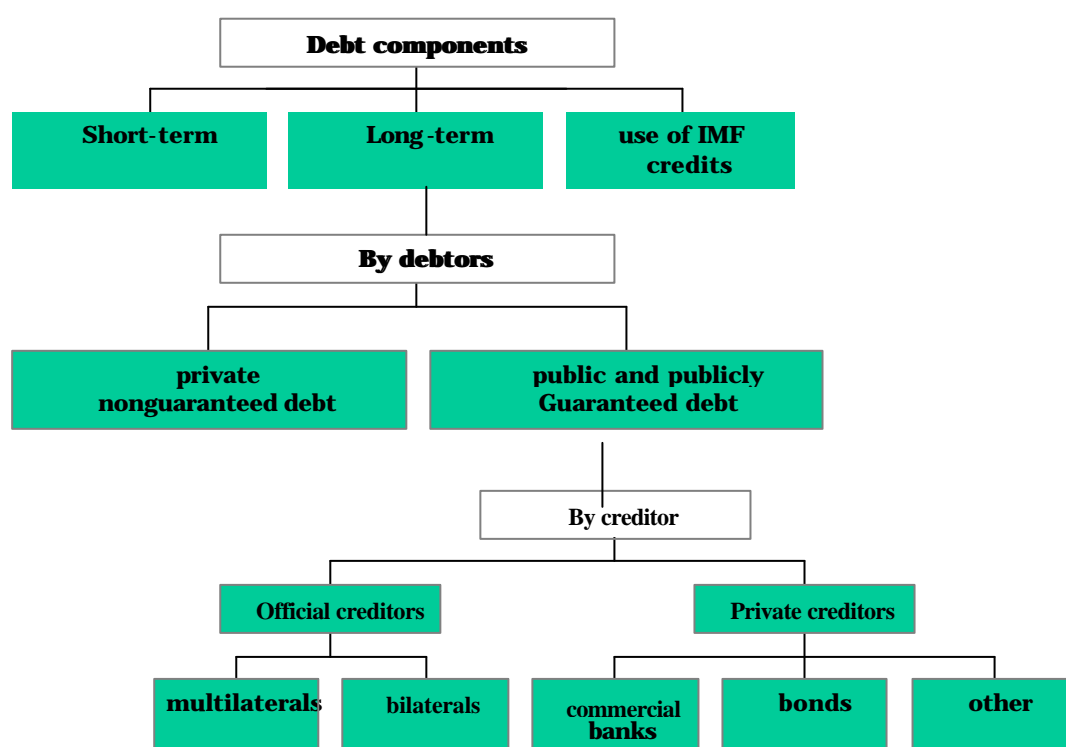 Debt components
Short-term
Long-term
use of IMF
credits
By debtors
private
nonguaranteed debt
public and publicly
Guaranteed debt
By creditor
Official creditors
Private creditors
multilaterals
bilaterals
commercial
banks
bonds
other